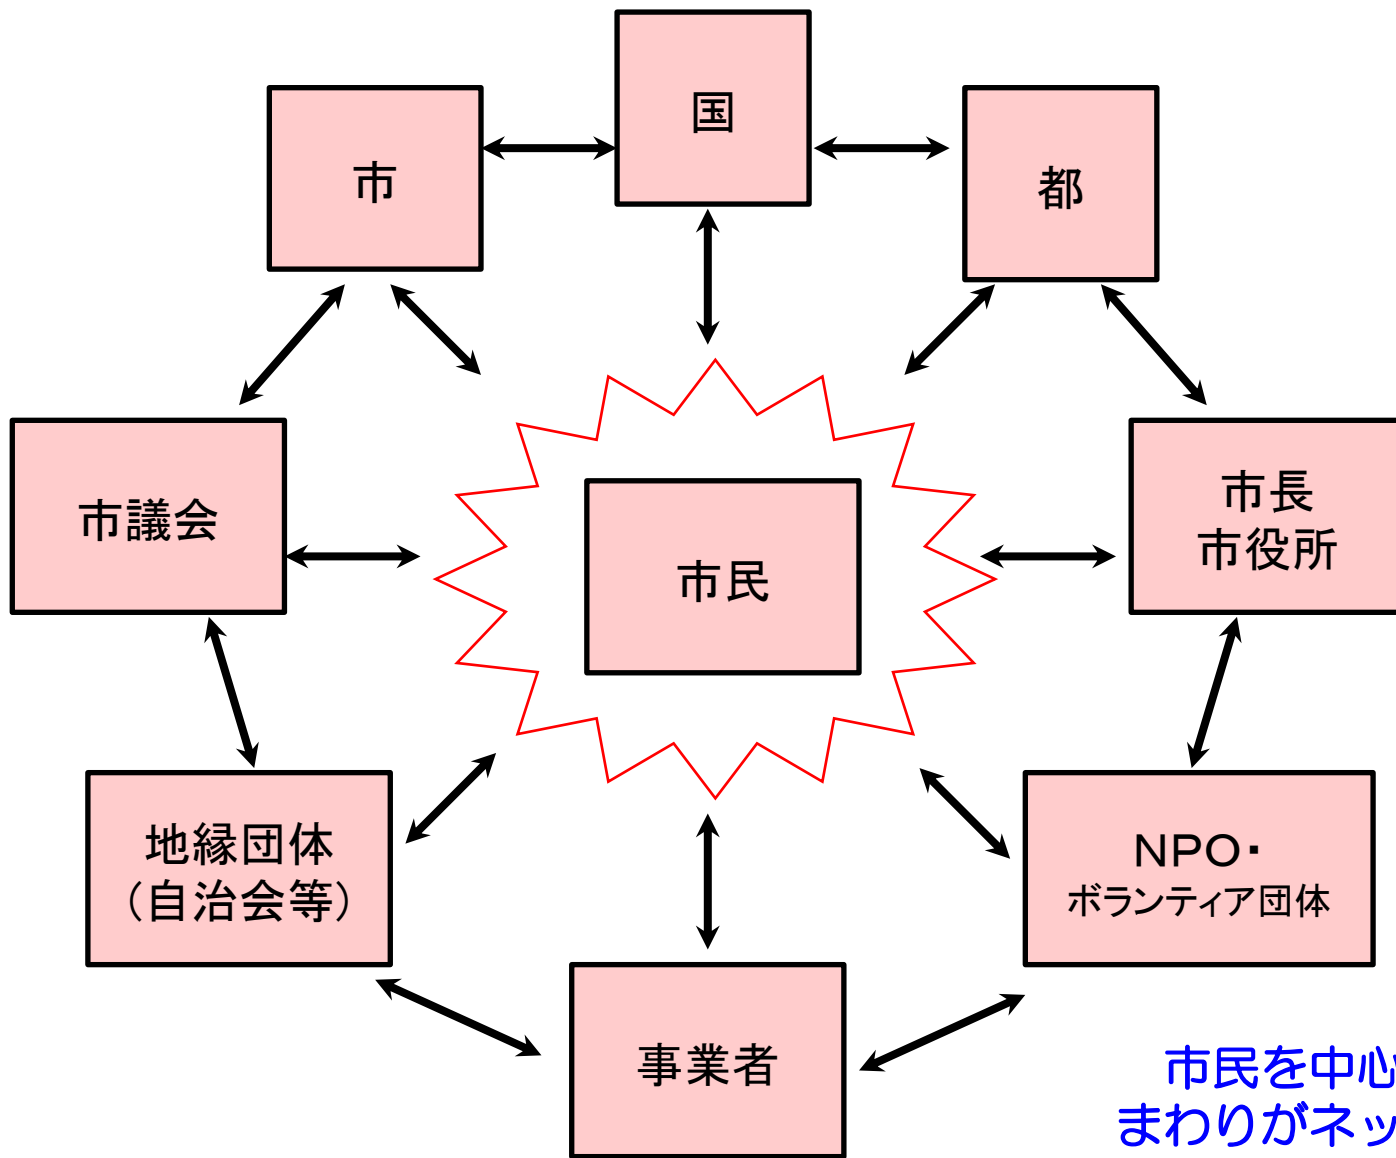 国
市
都
市議会
市長
市役所
市民
地縁団体
（自治会等）
NPO・
ボランティア団体
事業者
市民を中心
まわりがネッ